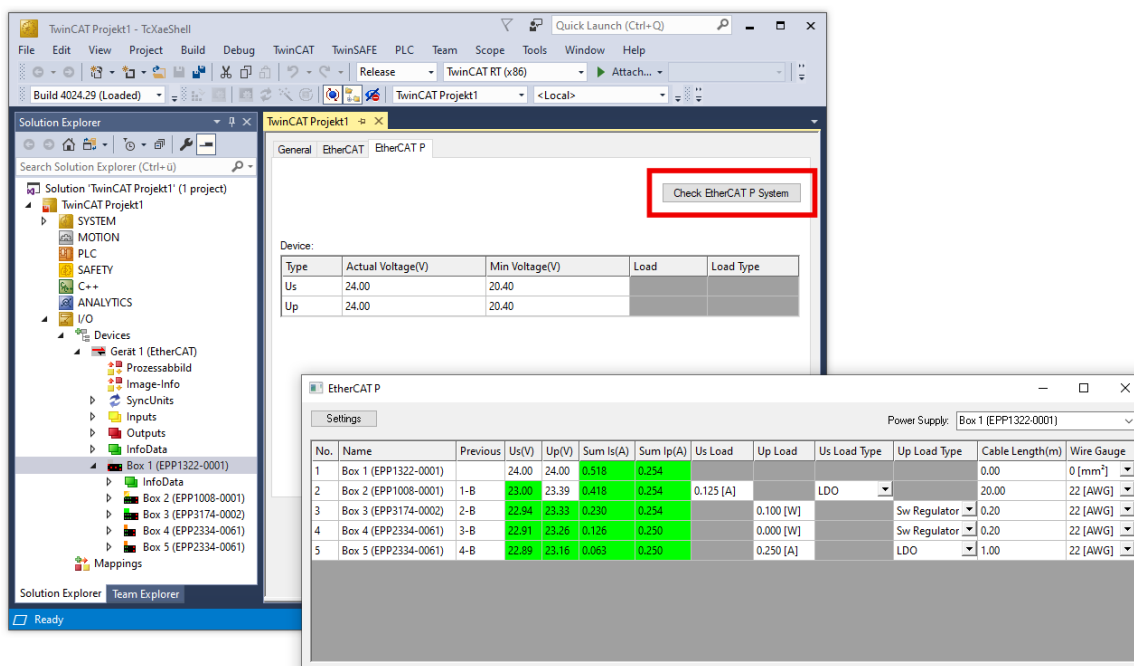 TwinCAT Projekt1 - TcXaeShell
Quick Launch (Ctrl+Q)
File Edit View Project Build Debug TwinCAT TwinSAFE PLC Team Scope Tools Window Help
Release TwinCAT RT (x86) Attach...
Build 4024.29 (Loaded) TwinCAT Projekt1 <Local>
Solution Explorer
Search Solution Explorer (Ctrl+ü)
Solution 'TwinCAT Projekt1' (1 project)
TwinCAT Projekt1
SYSTEM
MOTION
PLC
SAFETY
C++
ANALYTICS
I/O
Devices
Gerät 1 (EtherCAT)
Prozessabbild
Image-Info
SyncUnits
Inputs
Outputs
InfoData
Box 1 (EPP1322-0001)
InfoData
Box 2 (EPP1008-0001)
Box 3 (EPP3174-0002)
Box 4 (EPP2334-0061)
Box 5 (EPP2334-0061)
Mappings
Solution Explorer Team Explorer
Ready
TwinCAT Projekt1
General EtherCAT EtherCAT P
Check EtherCAT P System
Device:
Type Actual Voltage(V) Min Voltage(V) Load Load Type
Us 24.00 20.40
Up 24.00 20.40
EtherCAT P
Settings Power Supply: Box 1 (EPP1322-0001)
No. Name Previous Us(V) Up(V) Sum Is(A) Sum Ip(A) Us Load Up Load Us Load Type Up Load Type Cable Length(m) Wire Gauge
1 Box 1 (EPP1322-0001) 24.00 24.00 0.518 0.254 0.00 0 [mm²]
2 Box 2 (EPP1008-0001) 1-B 23.00 23.39 0.418 0.254 0.125 [A] LDO 20.00 22 [AWG]
3 Box 3 (EPP3174-0002) 2-B 22.94 23.33 0.230 0.254 0.100 [W] Sw Regulator 0.20 22 [AWG]
4 Box 4 (EPP2334-0061) 3-B 22.91 23.26 0.126 0.250 0.000 [W] Sw Regulator 0.20 22 [AWG]
5 Box 5 (EPP2334-0061) 4-B 22.89 23.16 0.063 0.250 0.250 [A] LDO 1.00 22 [AWG]